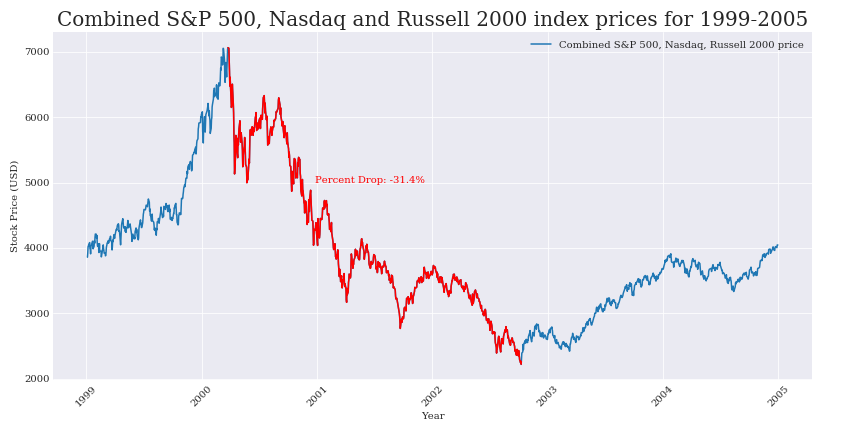 Combined S&P 500, Nasdaq and Russell 2000 index prices for 1999-2005
Combined S&P 500, Nasdaq, Russell 2000 price
7000
6000
5000
4000
3000
2000
Stock Price (USD)
Percent Drop: -31.4%
1999
2000
2001
2002
2003
2004
2005
Year